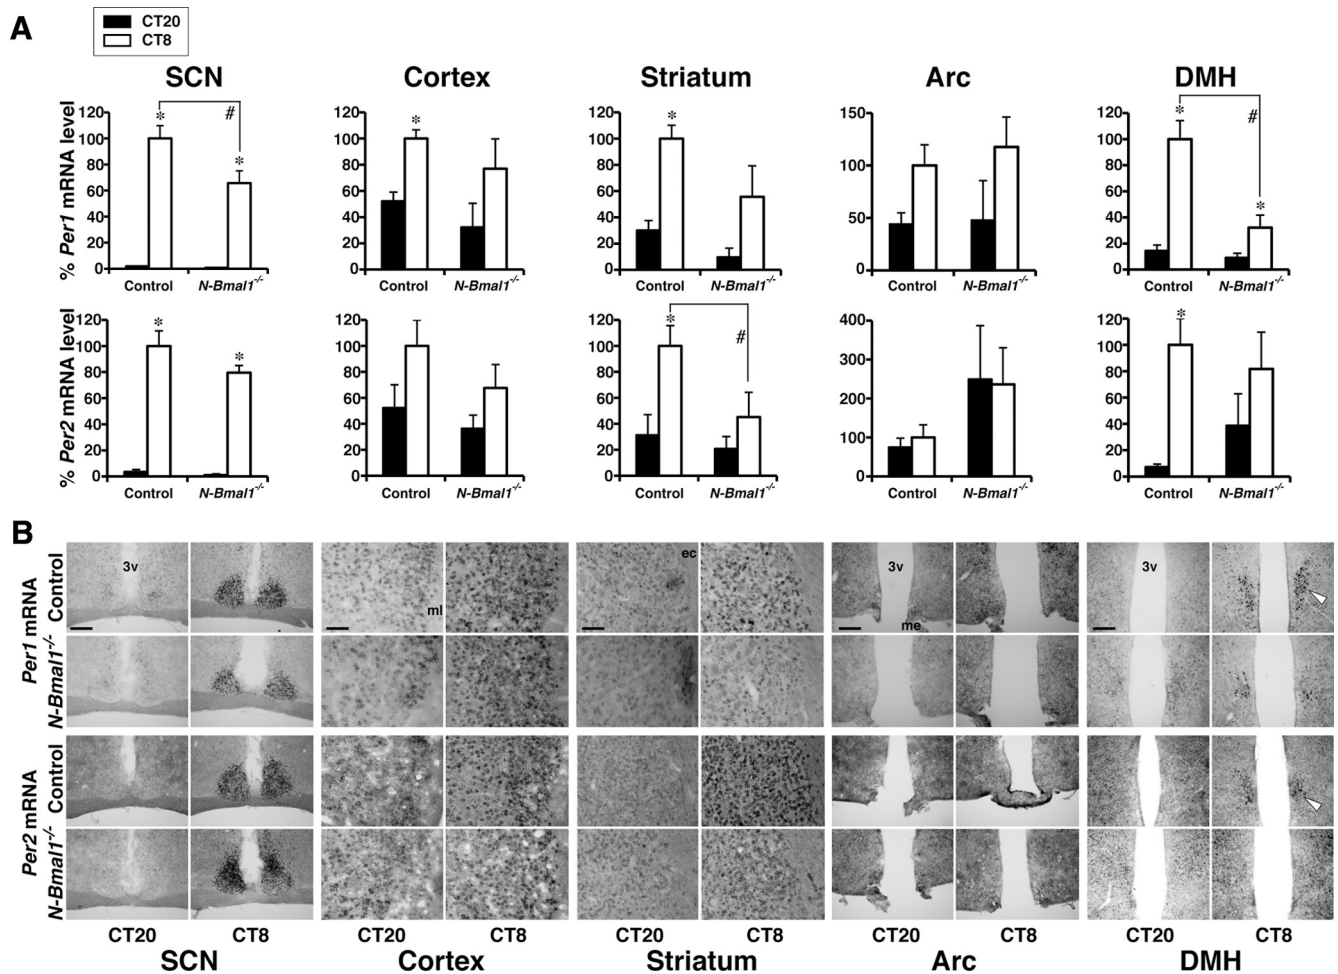 A
CT20
CT8
SCN
Cortex
Striatum
Arc
DMH
% Per1 mRNA level
120
100
80
60
40
20
0
*
#
*
Control
N-Bmal1-/-
120
100
80
60
40
20
0
*
Control
N-Bmal1-/-
120
100
80
60
40
20
0
*
Control
N-Bmal1-/-
150
100
50
0
Control
N-Bmal1-/-
120
100
80
60
40
20
0
*
#
*
Control
N-Bmal1-/-
% Per2 mRNA level
120
100
80
60
40
20
0
*
*
Control
N-Bmal1-/-
120
100
80
60
40
20
0
Control
N-Bmal1-/-
120
100
80
60
40
20
0
*
#
Control
N-Bmal1-/-
400
300
200
100
0
Control
N-Bmal1-/-
120
100
80
60
40
20
0
*
Control
N-Bmal1-/-
B
Per1 mRNA
Control
N-Bmal1-/-
3v
ml
ec
3v
me
3v
Per2 mRNA
Control
N-Bmal1-/-
CT20 CT8 CT20 CT8 CT20 CT8 CT20 CT8 CT20 CT8
SCN Cortex Striatum Arc DMH